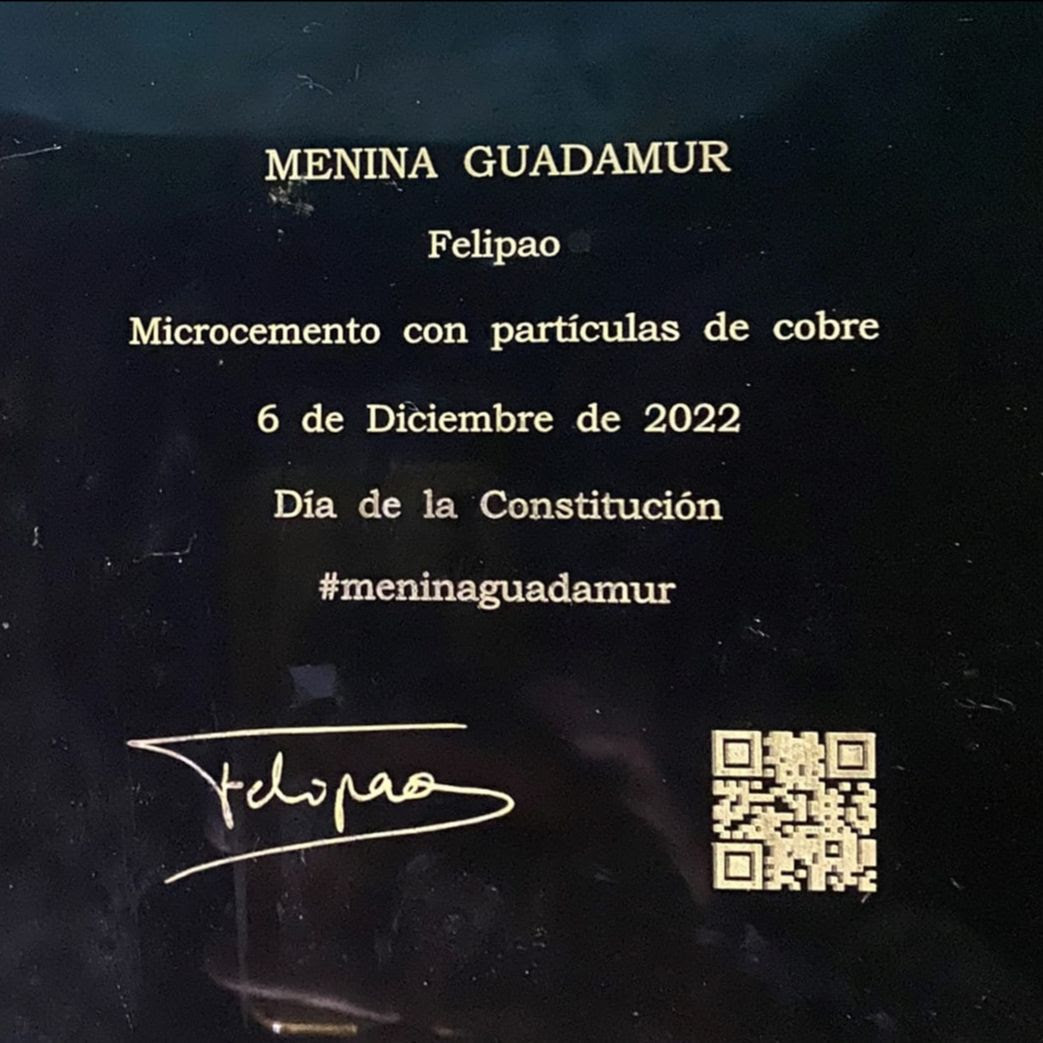 MENINA GUADAMUR
Felipao
Microcemento con partículas de cobre
6 de Diciembre de 2022
Día de la Constitución
#meninaguadamur
Felipao